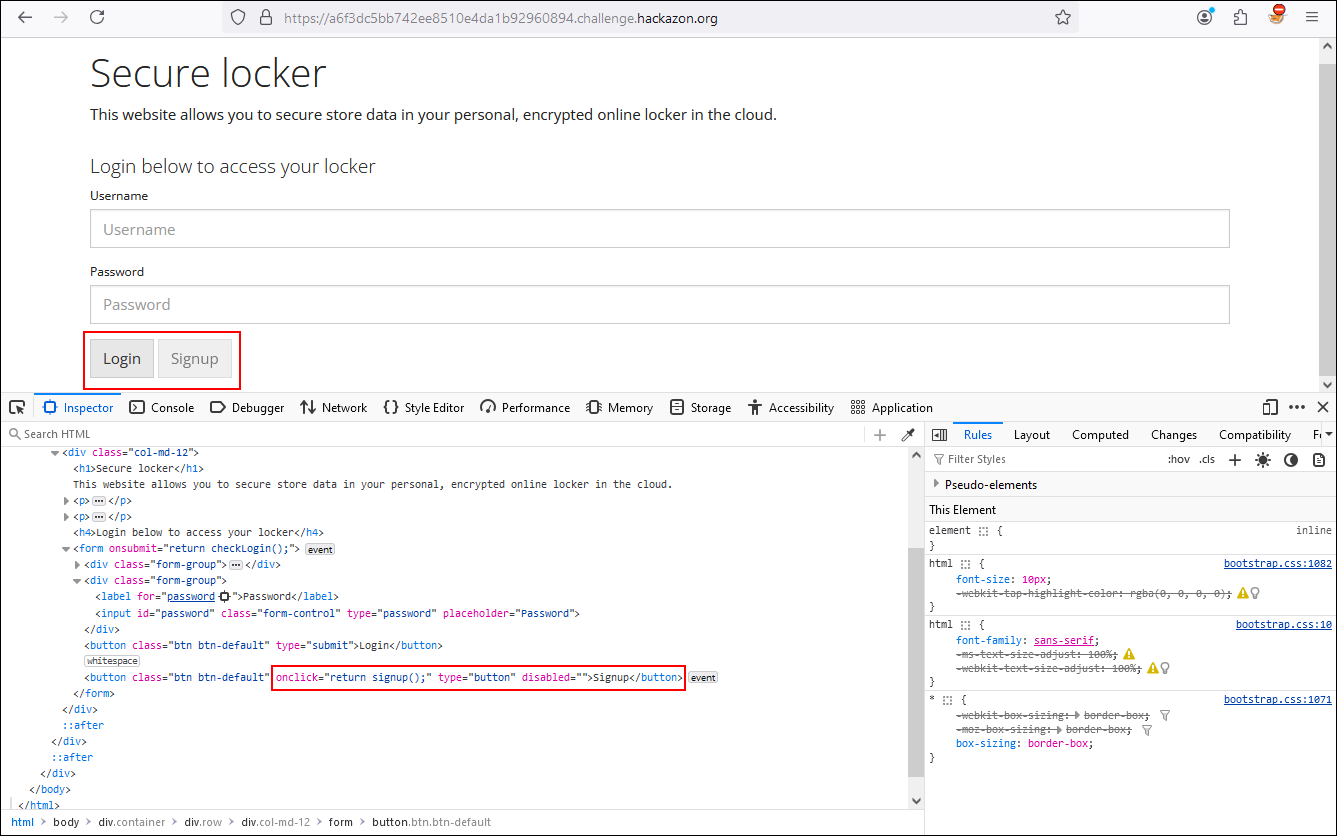 https://a6f3dc5bb742ee8510e4da1b92960894.challenge.hackazon.org
Secure locker
This website allows you to secure store data in your personal, encrypted online locker in the cloud.
Login below to access your locker
Username
Username
Password
Password
Login Signup
Inspector Console Debugger Network Style Editor Performance Memory Storage Accessibility Application
Search HTML
Rules Layout Computed Changes Compatibility
Filter Styles :hov .cls
<div class="col-md-12">
<h1>Secure locker</h1>
This website allows you to secure store data in your personal, encrypted online locker in the cloud.
<p> ··· </p>
<p> ··· </p>
<h4>Login below to access your locker</h4>
<form onsubmit="return checkLogin();"> event
<div class="form-group"> ··· </div>
<div class="form-group">
<label for="password">Password</label>
<input id="password" class="form-control" type="password" placeholder="Password">
</div>
<button class="btn btn-default" type="submit">Login</button>
whitespace
<button class="btn btn-default" onclick="return signup();" type="button" disabled="">Signup</button> event
</form>
</div>
::after
</div>
::after
</div>
</body>
</html>
html > body > div.container > div.row > div.col-md-12 > form > button.btn.btn-default
Pseudo-elements
This Element
element { inline
}
html { bootstrap.css:1082
font-size: 10px;
-webkit-tap-highlight-color: rgba(0, 0, 0, 0);
}
html { bootstrap.css:10
font-family: sans-serif;
-ms-text-size-adjust: 100%;
-webkit-text-size-adjust: 100%;
}
* { bootstrap.css:1071
-webkit-box-sizing: border-box;
-moz-box-sizing: border-box;
box-sizing: border-box;
}